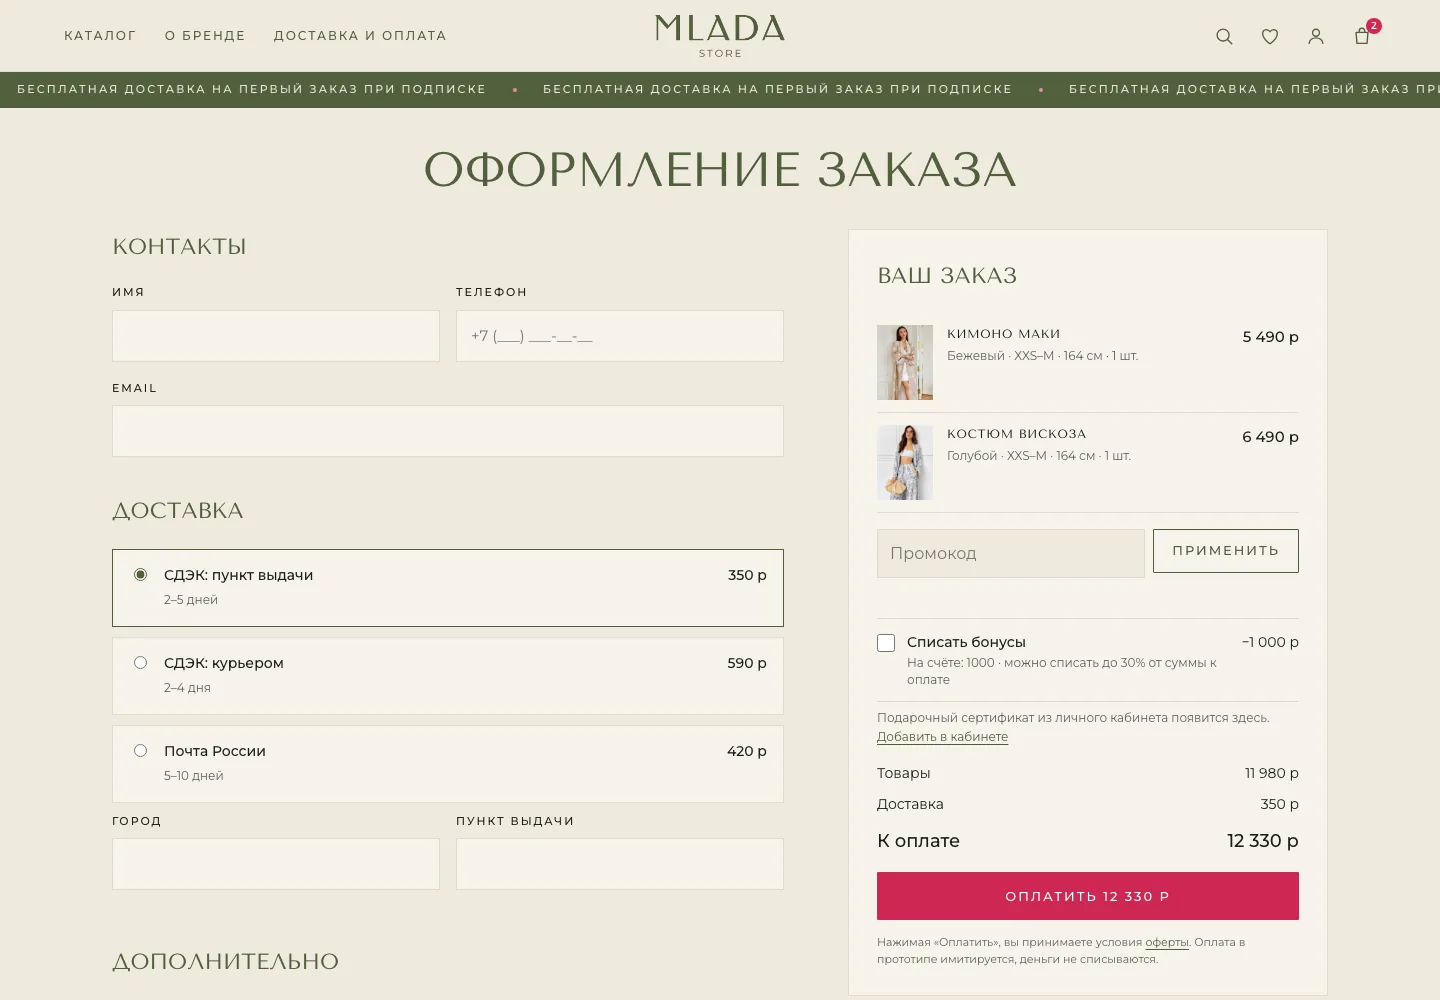 КАТАЛОГ
О БРЕНДЕ
ДОСТАВКА И ОПЛАТА
MLADA
STORE
2
БЕСПЛАТНАЯ ДОСТАВКА НА ПЕРВЫЙ ЗАКАЗ ПРИ ПОДПИСКЕ • БЕСПЛАТНАЯ ДОСТАВКА НА ПЕРВЫЙ ЗАКАЗ ПРИ ПОДПИСКЕ • БЕСПЛАТНАЯ ДОСТАВКА НА ПЕРВЫЙ ЗАКАЗ
ОФОРМЛЕНИЕ ЗАКАЗА
КОНТАКТЫ
ИМЯ
ТЕЛЕФОН
+7 (___) ___-__-__
EMAIL
ДОСТАВКА
СДЭК: пункт выдачи
350 р
2–5 дней
СДЭК: курьером
590 р
2–4 дня
Почта России
420 р
5–10 дней
ГОРОД
ПУНКТ ВЫДАЧИ
ДОПОЛНИТЕЛЬНО
ВАШ ЗАКАЗ
КИМОНО МАКИ
5 490 р
Бежевый · XXS–M · 164 см · 1 шт.
КОСТЮМ ВИСКОЗА
6 490 р
Голубой · XXS–M · 164 см · 1 шт.
Промокод
ПРИМЕНИТЬ
Списать бонусы
−1 000 р
На счёте: 1000 · можно списать до 30% от суммы к
оплате
Подарочный сертификат из личного кабинета появится здесь.
Добавить в кабинете
Товары
11 980 р
Доставка
350 р
К оплате
12 330 р
ОПЛАТИТЬ 12 330 Р
Нажимая «Оплатить», вы принимаете условия оферты. Оплата в
прототипе имитируется, деньги не списываются.